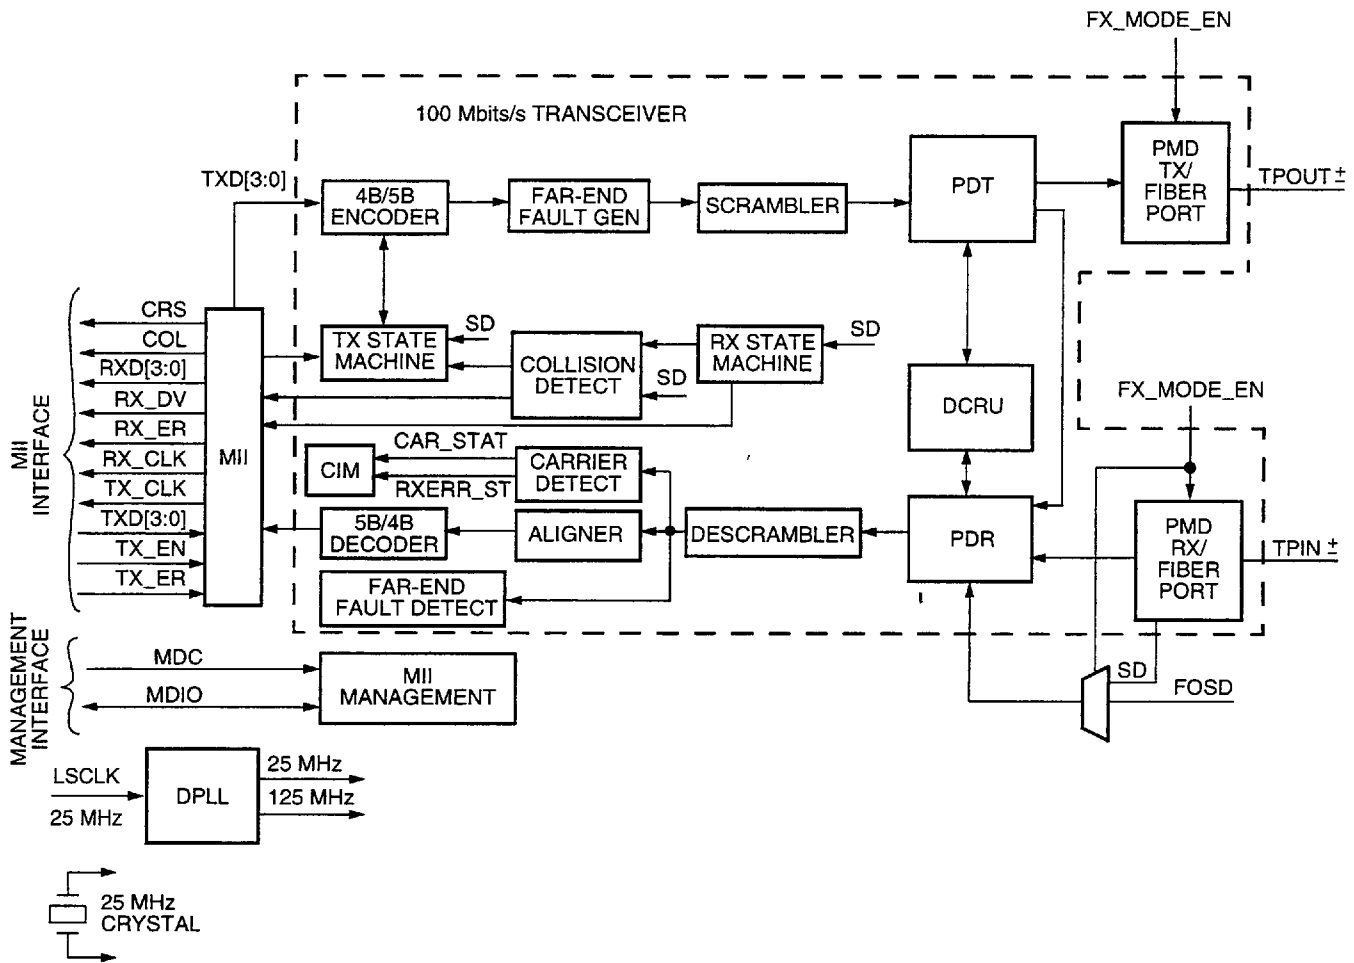 FX_MODE_EN
100 Mbits/s TRANSCEIVER
TXD[3:0]
4B/5B
ENCODER
FAR-END
FAULT GEN
SCRAMBLER
PDT
PMD
TX/
FIBER
PORT
TPOUT ±
MII
INTERFACE
CRS
COL
RXD[3:0]
RX_DV
RX_ER
RX_CLK
TX_CLK
TXD[3:0]
TX_EN
TX_ER
MII
TX STATE
MACHINE
SD
COLLISION
DETECT
SD
RX STATE
MACHINE
SD
DCRU
FX_MODE_EN
CIM
CAR_STAT
RXERR_ST
CARRIER
DETECT
5B/4B
DECODER
ALIGNER
DESCRAMBLER
PDR
PMD
RX/
FIBER
PORT
TPIN ±
FAR-END
FAULT DETECT
MANAGEMENT
INTERFACE
MDC
MDIO
MII
MANAGEMENT
SD
FOSD
LSCLK
25 MHz
DPLL
25 MHz
125 MHz
25 MHz
CRYSTAL